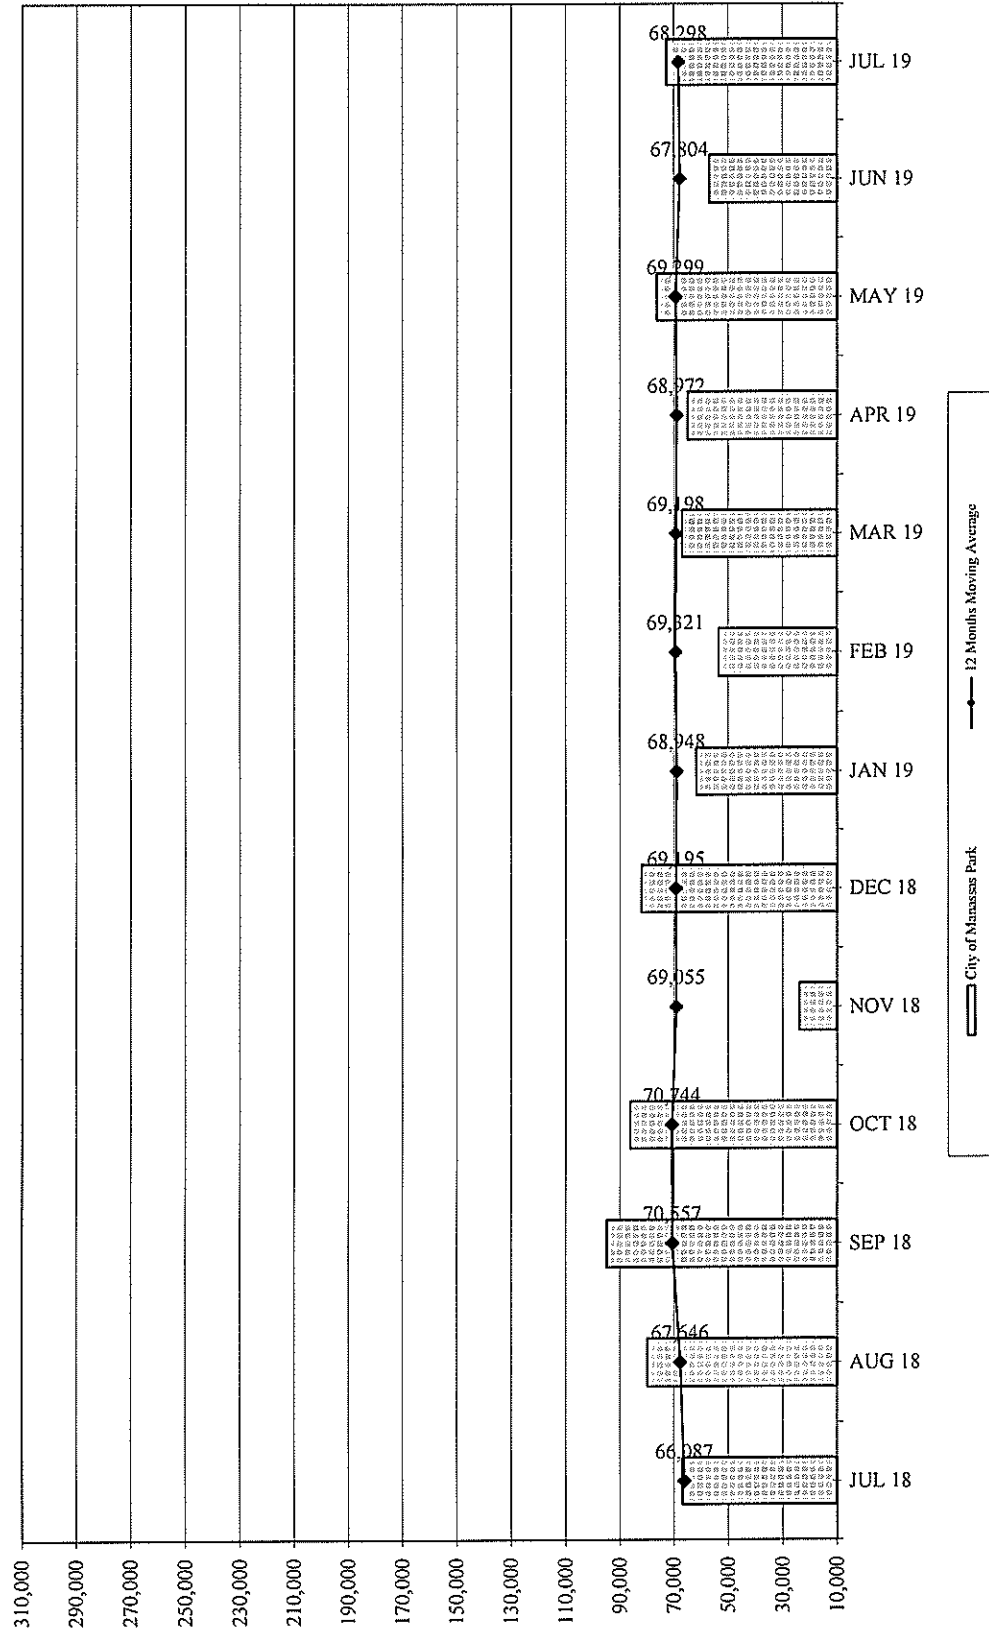 310,000
290,000
270,000
250,000
230,000
210,000
190,000
170,000
150,000
130,000
110,000
90,000
70,000
50,000
30,000
10,000
68,298
67,804
69,299
68,972
69,198
69,321
68,948
69,195
69,055
70,744
70,557
67,646
66,087
JUL 19
JUN 19
MAY 19
APR 19
MAR 19
FEB 19
JAN 19
DEC 18
NOV 18
OCT 18
SEP 18
AUG 18
JUL 18
City of Manassas Park
12 Months Moving Average